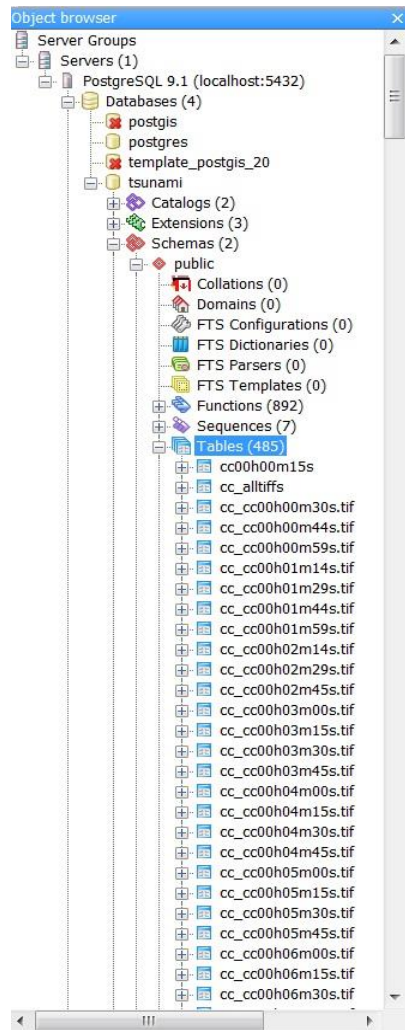 Object browser
Server Groups
Servers (1)
PostgreSQL 9.1 (localhost:5432)
Databases (4)
postgis
postgres
template_postgis_20
tsunami
Catalogs (2)
Extensions (3)
Schemas (2)
public
Collations (0)
Domains (0)
FTS Configurations (0)
FTS Dictionaries (0)
FTS Parsers (0)
FTS Templates (0)
Functions (892)
Sequences (7)
Tables (485)
cc00h00m15s
cc_alltiffs
cc_cc00h00m30s.tif
cc_cc00h00m44s.tif
cc_cc00h00m59s.tif
cc_cc00h01m14s.tif
cc_cc00h01m29s.tif
cc_cc00h01m44s.tif
cc_cc00h01m59s.tif
cc_cc00h02m14s.tif
cc_cc00h02m29s.tif
cc_cc00h02m45s.tif
cc_cc00h03m00s.tif
cc_cc00h03m15s.tif
cc_cc00h03m30s.tif
cc_cc00h03m45s.tif
cc_cc00h04m00s.tif
cc_cc00h04m15s.tif
cc_cc00h04m30s.tif
cc_cc00h04m45s.tif
cc_cc00h05m00s.tif
cc_cc00h05m15s.tif
cc_cc00h05m30s.tif
cc_cc00h05m45s.tif
cc_cc00h06m00s.tif
cc_cc00h06m15s.tif
cc_cc00h06m30s.tif